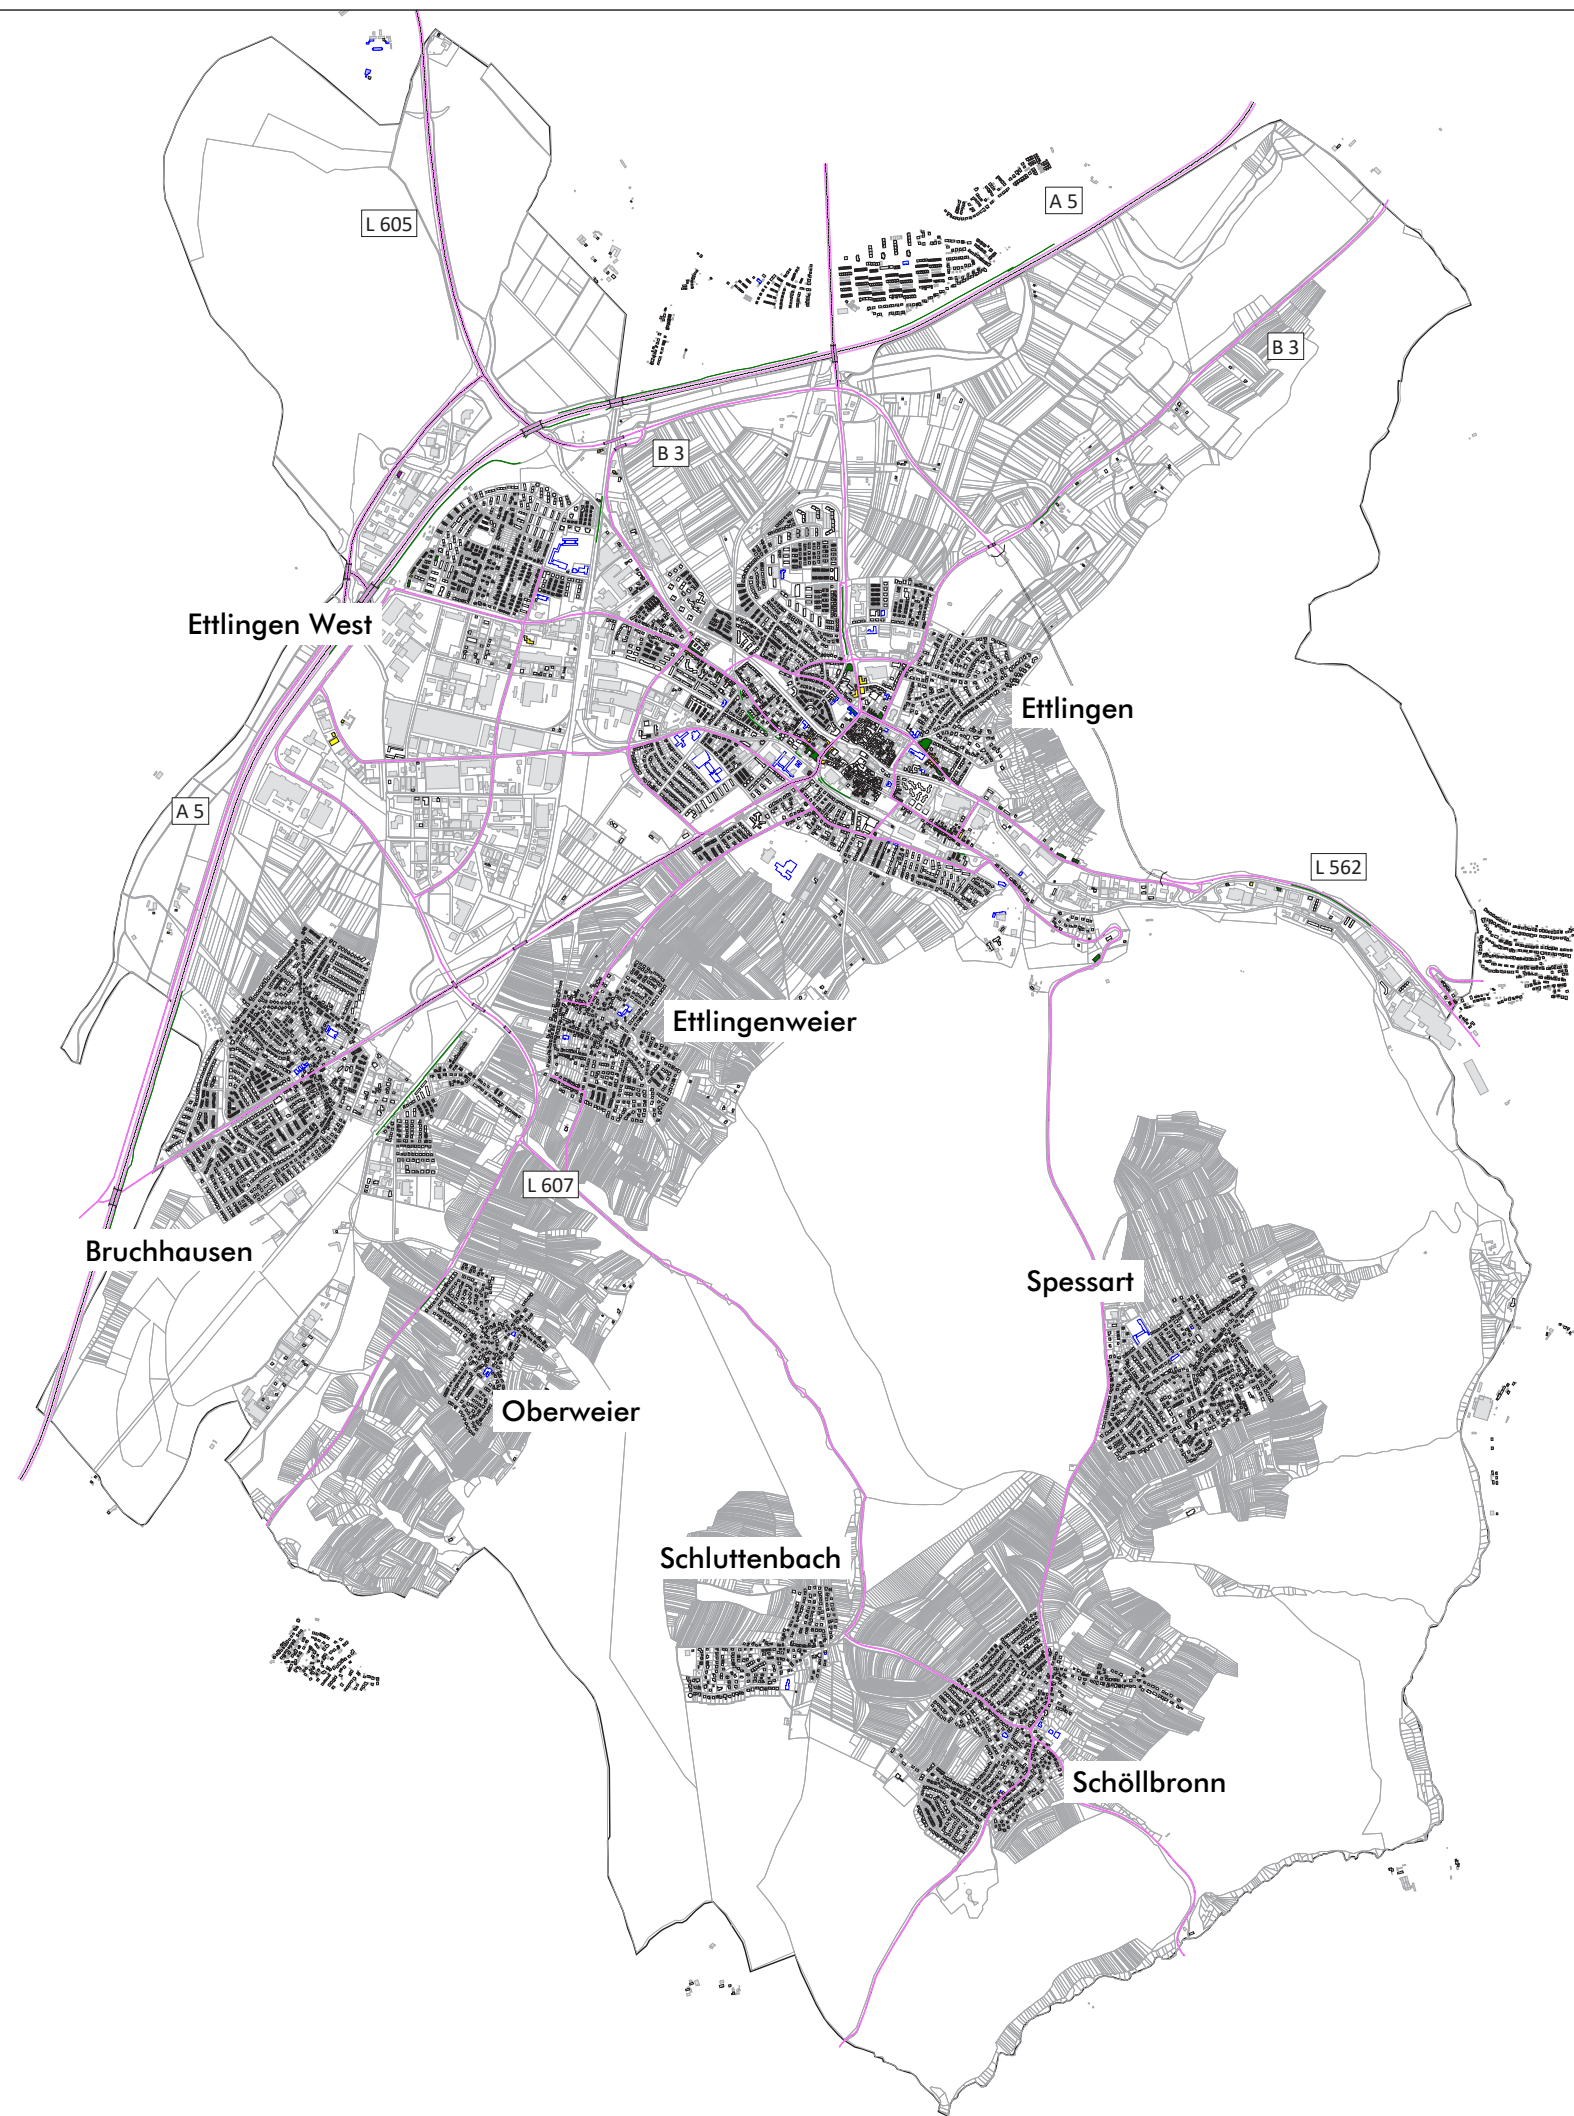 A 5
L 605
B 3
B 3
Ettlingen West
Ettlingen
A 5
L 562
Ettlingenweier
L 607
Bruchhausen
Spessart
Oberweier
Schluttenbach
Schöllbronn